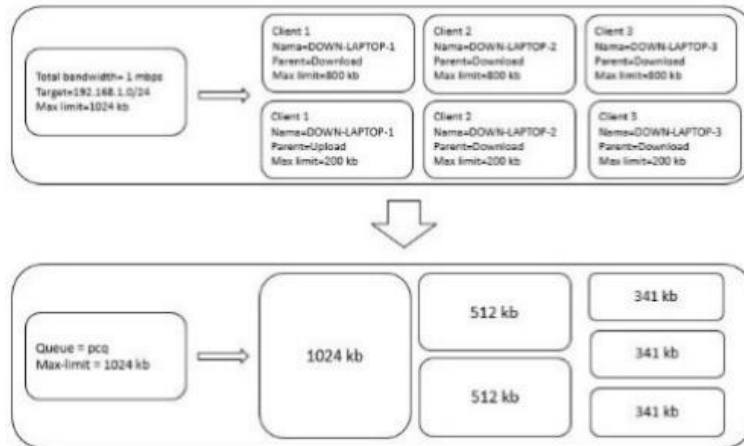 Total bandwidth= 1 mbps
Target=192.168.1.0/24
Max limit=1024 kb
Client 1
Nama=DOWN-LAPTOP-1
Parent=Download
Max limit=800 kb
Client 2
Name=DOWN-LAPTOP-2
Parent=Download
Max limit=800 kb
Client 3
Name=DOWN-LAPTOP-3
Parent=Download
Max limit=800 kb
Client 1
Name=DOWN-LAPTOP-1
Parent=Upload
Max limit=200 kb
Client 2
Name=DOWN-LAPTOP-2
Parent=Download
Max limit=200 kb
Client 3
Name=DOWN-LAPTOP-3
Parent=Download
Max limit=200 kb
Queue = pcq
Max-limit = 1024 kb
1024 kb
512 kb
512 kb
341 kb
341 kb
341 kb